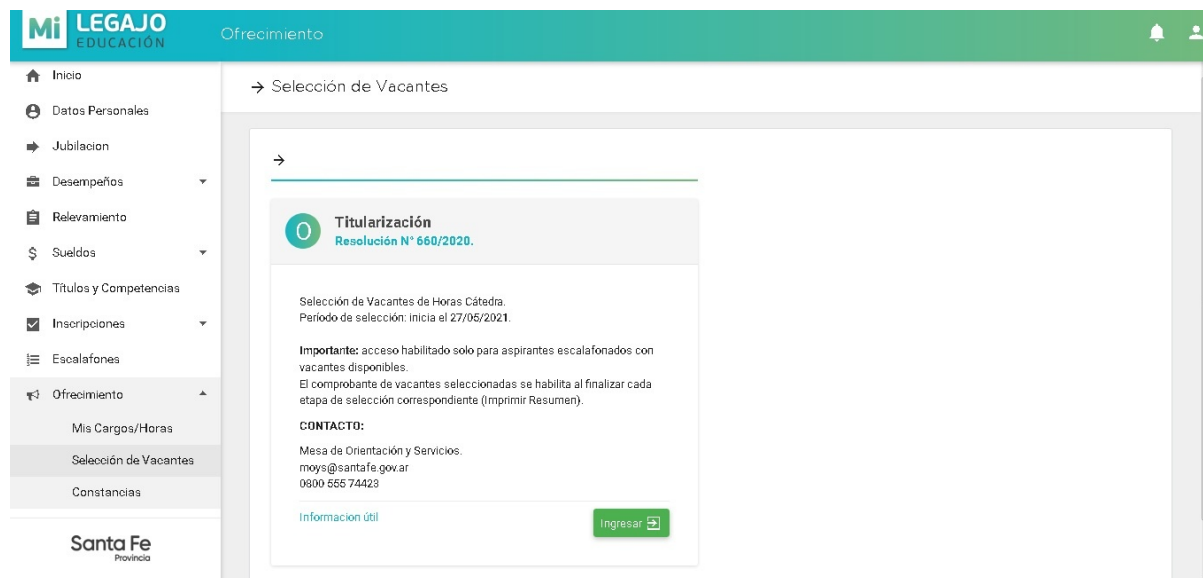 Mi LEGAJO
EDUCACIÓN
Ofrecimiento
Inicio
Datos Personales
Jubilacion
Desempeños
Relevamiento
Sueldos
Títulos y Competencias
Inscripciones
Escalafones
Ofrecimiento
Mis Cargos/Horas
Selección de Vacantes
Constancias
Santa Fe
Provincia
→ Selección de Vacantes
→
O
Titularización
Resolución N° 660/2020.
Selección de Vacantes de Horas Cátedra.
Período de selección: inicia el 27/05/2021.
Importante: acceso habilitado solo para aspirantes escalafonados con
vacantes disponibles.
El comprobante de vacantes seleccionadas se habilita al finalizar cada
etapa de selección correspondiente (Imprimir Resumen).
CONTACTO:
Mesa de Orientación y Servicios.
moys@santafe.gov.ar
0800 555 74423
Informacion útil
Ingresar